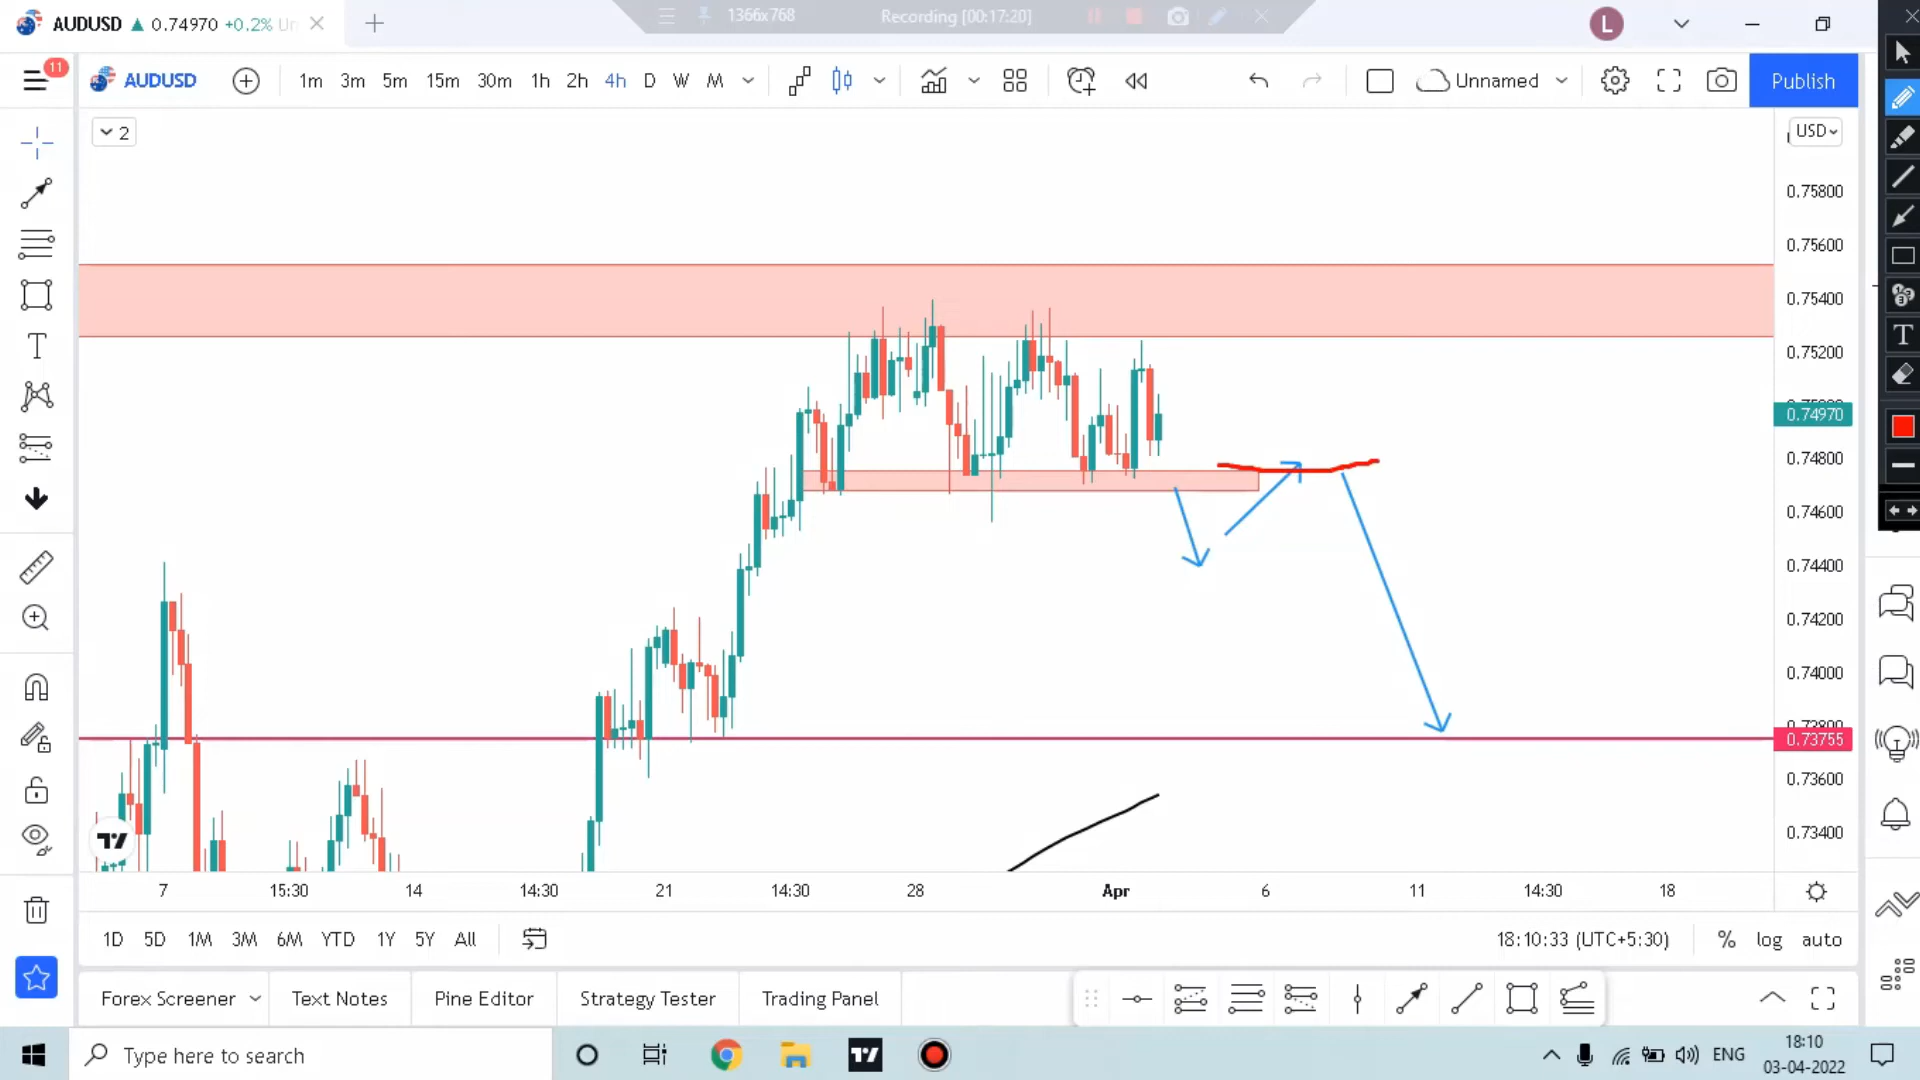 AUDUSD ▲ 0.74970 +0.2% Un
1366x768
Recording [00:17:20]
L
11
AUDUSD
1m 3m 5m 15m 30m 1h 2h 4h D W M
Unnamed
Publish
2
USD
0.75800
0.75600
0.75400
0.75200
0.74970
0.74800
0.74600
0.74400
0.74200
0.74000
0.73800
0.73755
0.73600
0.73400
7 15:30 14 14:30 21 14:30 28 Apr 6 11 14:30 18
1D 5D 1M 3M 6M YTD 1Y 5Y All
18:10:33 (UTC+5:30) % log auto
Forex Screener Text Notes Pine Editor Strategy Tester Trading Panel
Type here to search
ENG
18:10
03-04-2022